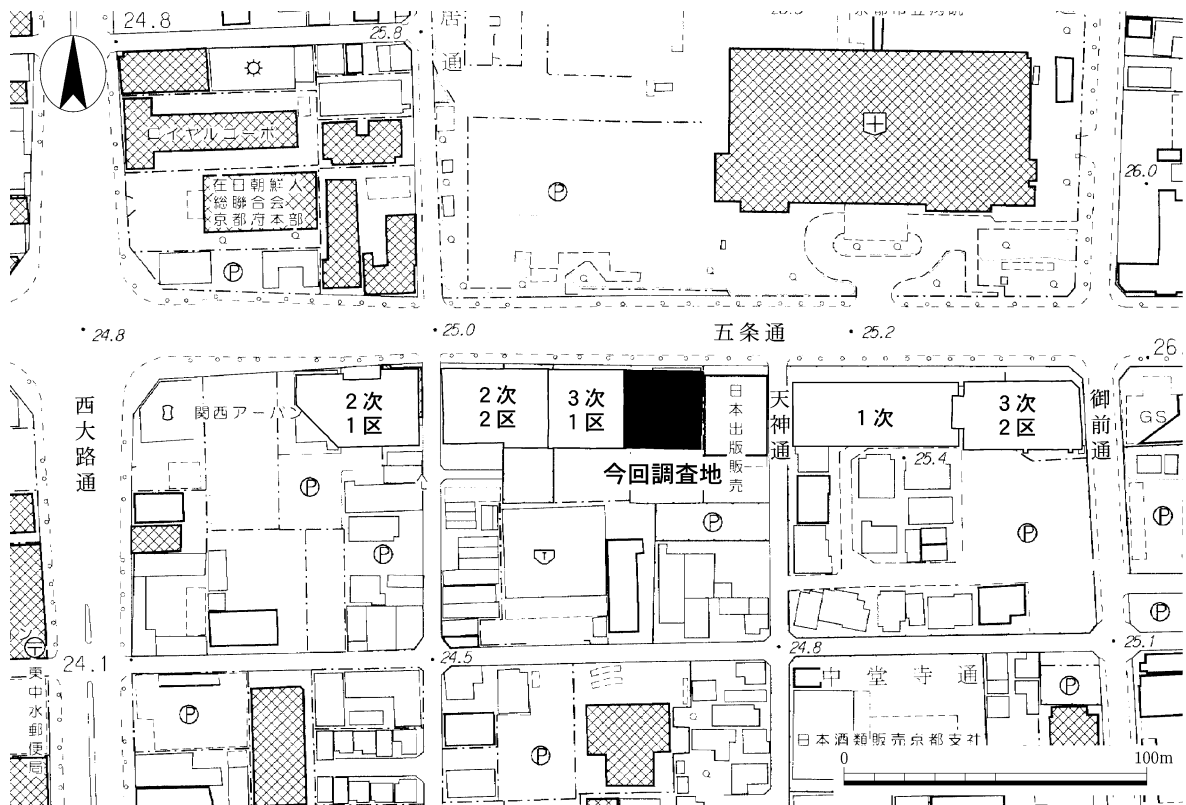 24.8
25.8
居
通
ロイヤルコーポ
在日朝鮮人
総聯合会
京都府本部
P
P
26.0
24.8
25.0
五条通
25.2
26.
西大路通
関西アーバン
2次
1区
2次
2区
3次
1区
日本出版販売
天神通
1次
3次
2区
御前通
GS
今回調査地
25.4
P
P
P
P
P
T
P
24.1
24.5
24.8
25.1
東中水郵便局
中堂寺通
P
P
P
日本酒類販売京都支社
0
100m